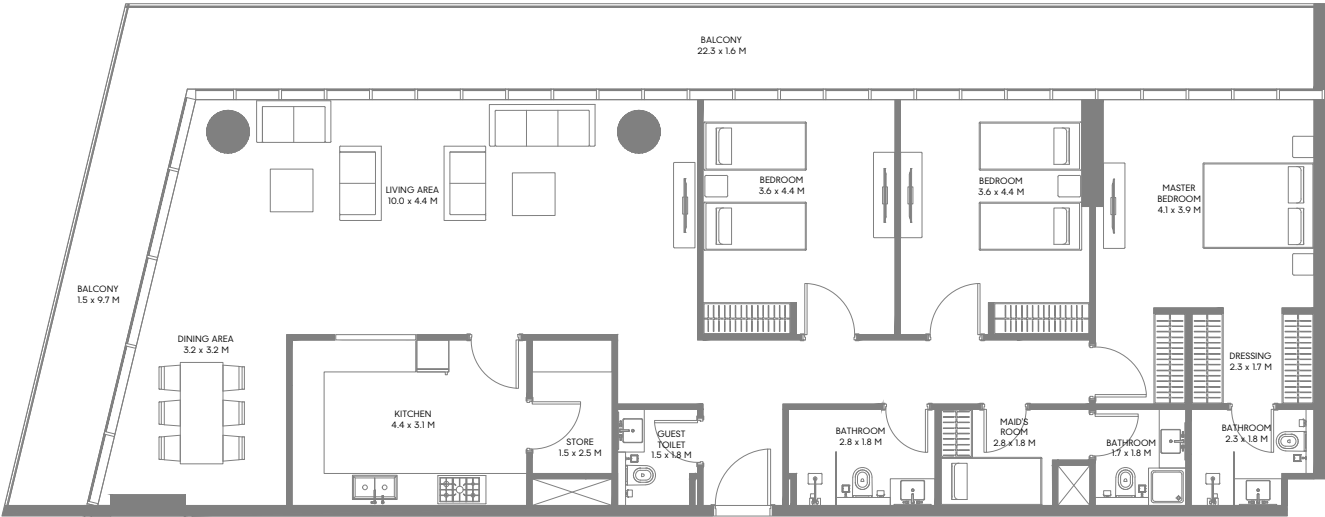 BALCONY
22.3 x 1.6 M
BEDROOM
3.6 x 4.4 M
BEDROOM
3.6 x 4.4 M
LIVING AREA
10.0 x 4.4 M
MASTER
BEDROOM
4.1 x 3.9 M
BALCONY
1.5 x 9.7 M
DINING AREA
3.2 x 3.2 M
DRESSING
2.3 x 1.7 M
KITCHEN
4.4 x 3.1 M
STORE
1.5 x 2.5 M
GUEST
TOILET
1.5 x 1.8 M
BATHROOM
2.8 x 1.8 M
MAID'S
ROOM
2.8 x 1.8 M
BATHROOM
1.7 x 1.8 M
BATHROOM
2.3 x 1.8 M